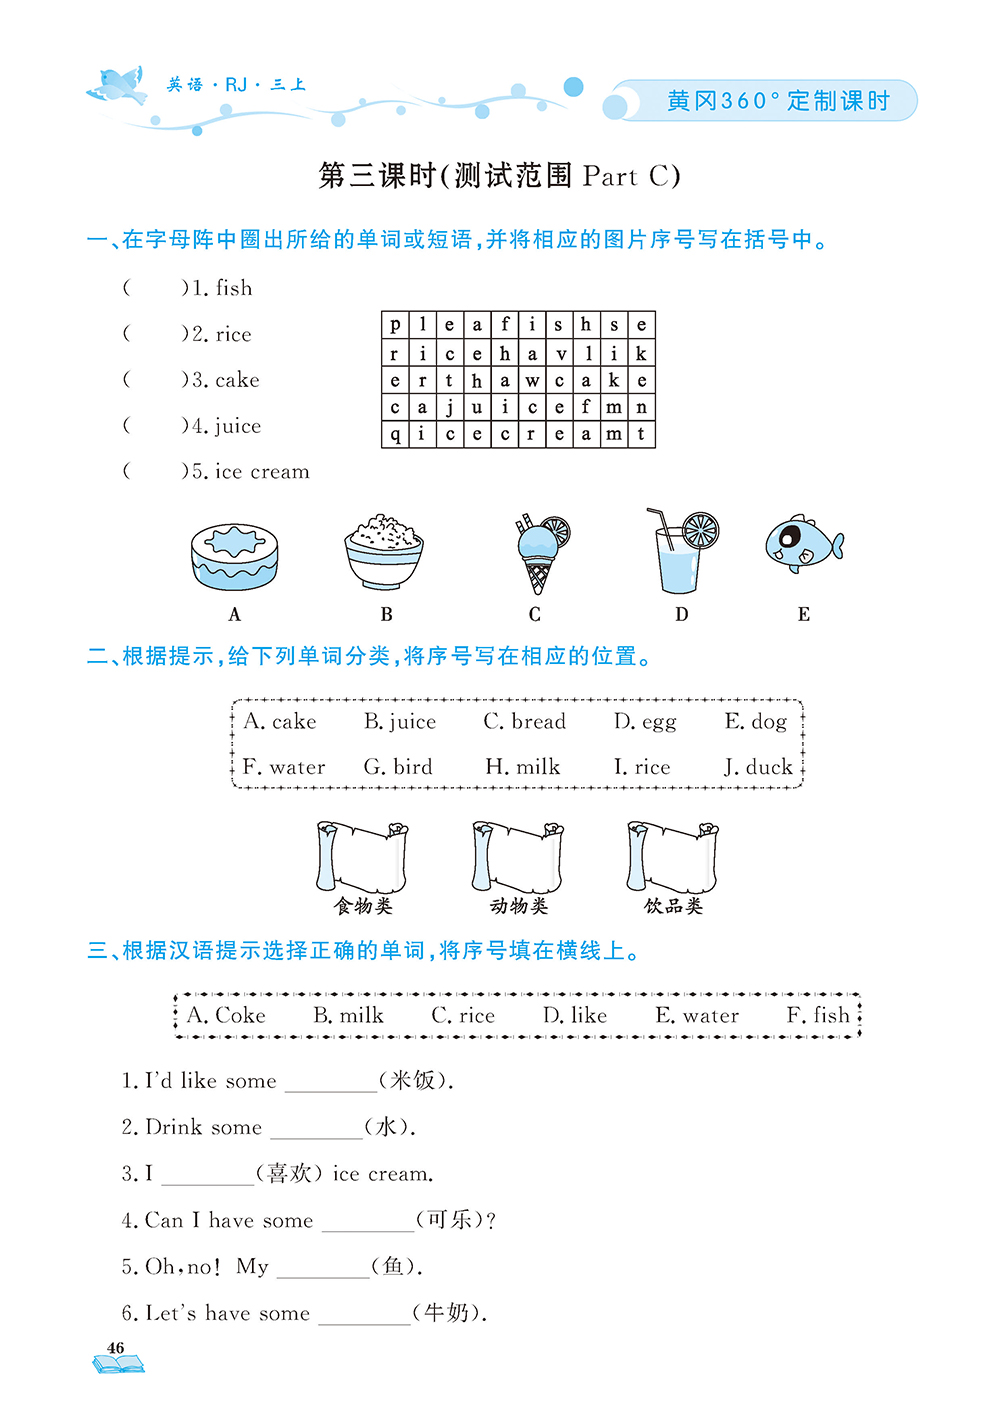 英语·RJ·三上
黄冈360°定制课时
第三课时(测试范围 Part C)
一、在字母阵中圈出所给的单词或短语,并将相应的图片序号写在括号中。
(　　)1. fish
(　　)2. rice
(　　)3. cake
(　　)4. juice
(　　)5. ice cream
p l e a f i s h s e
r i c e h a v l i k
e r t h a w c a k e
c a j u i c e f m n
q i c e c r e a m t
A B C D E
二、根据提示,给下列单词分类,将序号写在相应的位置。
A. cake B. juice C. bread D. egg E. dog
F. water G. bird H. milk I. rice J. duck
食物类 动物类 饮品类
三、根据汉语提示选择正确的单词,将序号填在横线上。
A. Coke B. milk C. rice D. like E. water F. fish
1. I'd like some ________(米饭).
2. Drink some ________(水).
3. I ________(喜欢) ice cream.
4. Can I have some ________(可乐)?
5. Oh,no! My ________(鱼).
6. Let's have some ________(牛奶).
46